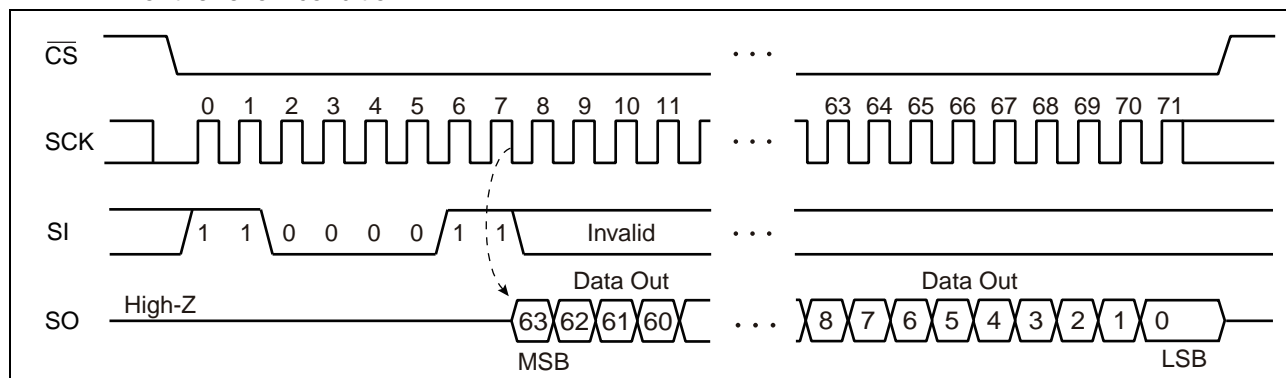 CS
0 1 2 3 4 5 6 7 8 9 10 11 63 64 65 66 67 68 69 70 71
SCK
SI 1 1 0 0 0 0 1 1 Invalid
Data Out Data Out
High-Z
SO 63 62 61 60 8 7 6 5 4 3 2 1 0
MSB LSB